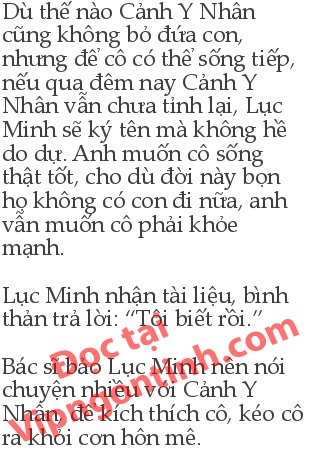 Dù thế nào Cảnh Y Nhân
cũng không bỏ đứa con,
nhưng để cô có thể sống tiếp,
nếu qua đêm nay Cảnh Y
Nhân vẫn chưa tỉnh lại, Lục
Minh sẽ ký tên mà không hề
do dự. Anh muốn cô sống
thật tốt, cho dù đời này bọn
họ không có con đi nữa, anh
vẫn muốn cô phải khỏe
mạnh.
Lục Minh nhận tài liệu, bình
thản trả lời: “Tôi biết rồi.”
Bác sĩ bảo Lục Minh nên nói
chuyện nhiều với Cảnh Y
Nhân, để kích thích cô, kéo cô
ra khỏi cơn hôn mê.
Đọc tại
Vipngontinh.com